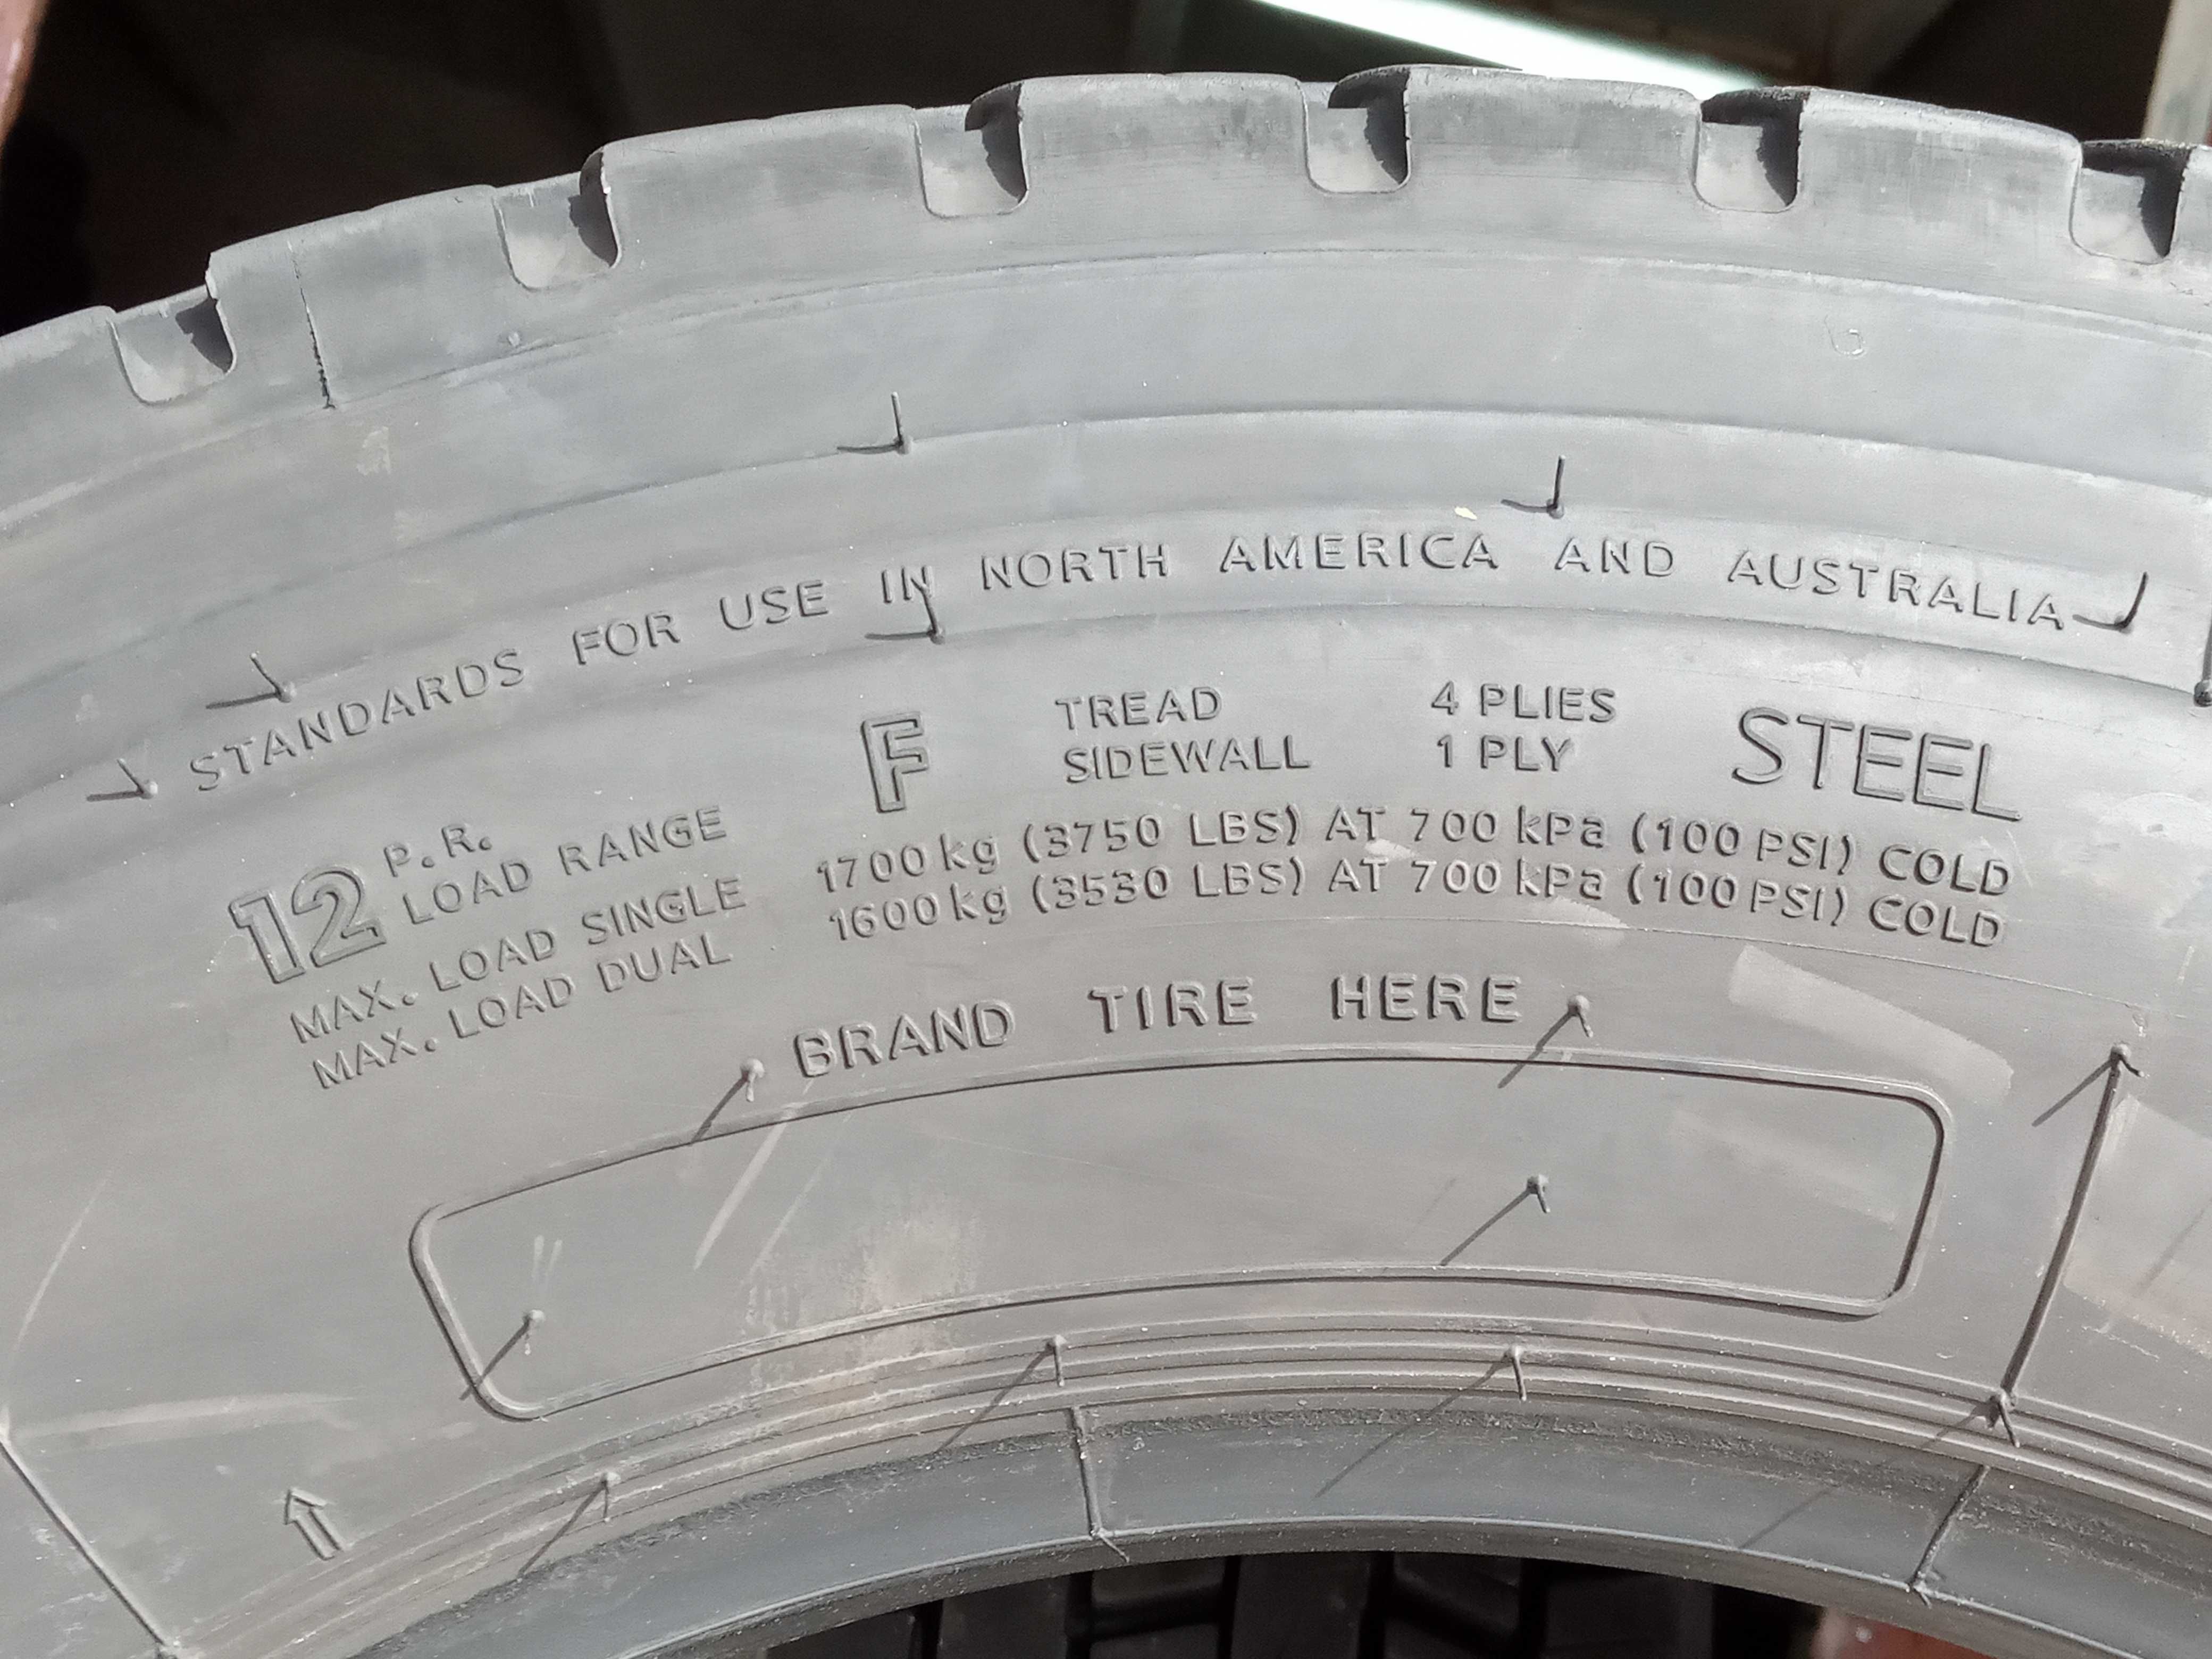 STANDARDS FOR USE IN NORTH AMERICA AND AUSTRALIA
12 P.R.
LOAD RANGE F
TREAD 4 PLIES STEEL
SIDEWALL 1 PLY
MAX. LOAD SINGLE 1700 kg (3750 LBS) AT 700 kPa (100 PSI) COLD
MAX. LOAD DUAL 1600 kg (3530 LBS) AT 700 kPa (100 PSI) COLD
BRAND TIRE HERE